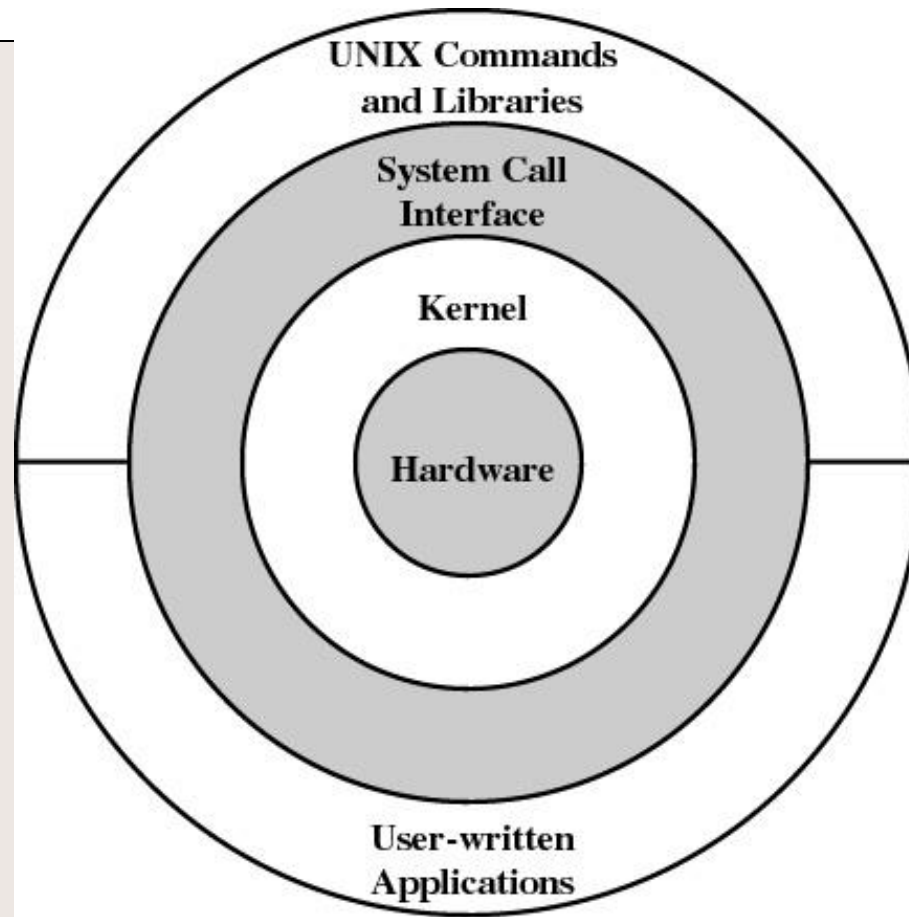 UNIX Commands
and Libraries
System Call
Interface
Kernel
Hardware
User-written
Applications